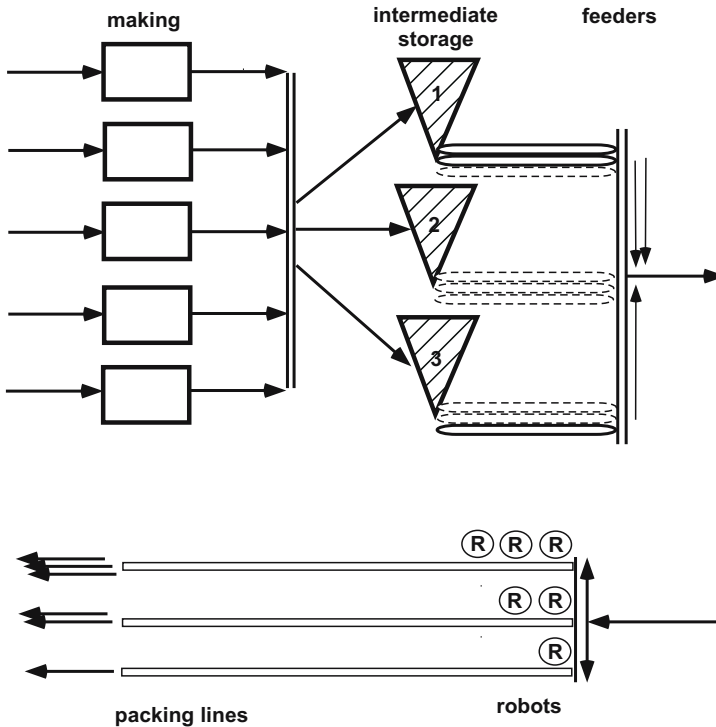 making
intermediate
storage
feeders
1
2
3
R R R
R R
R
packing lines
robots